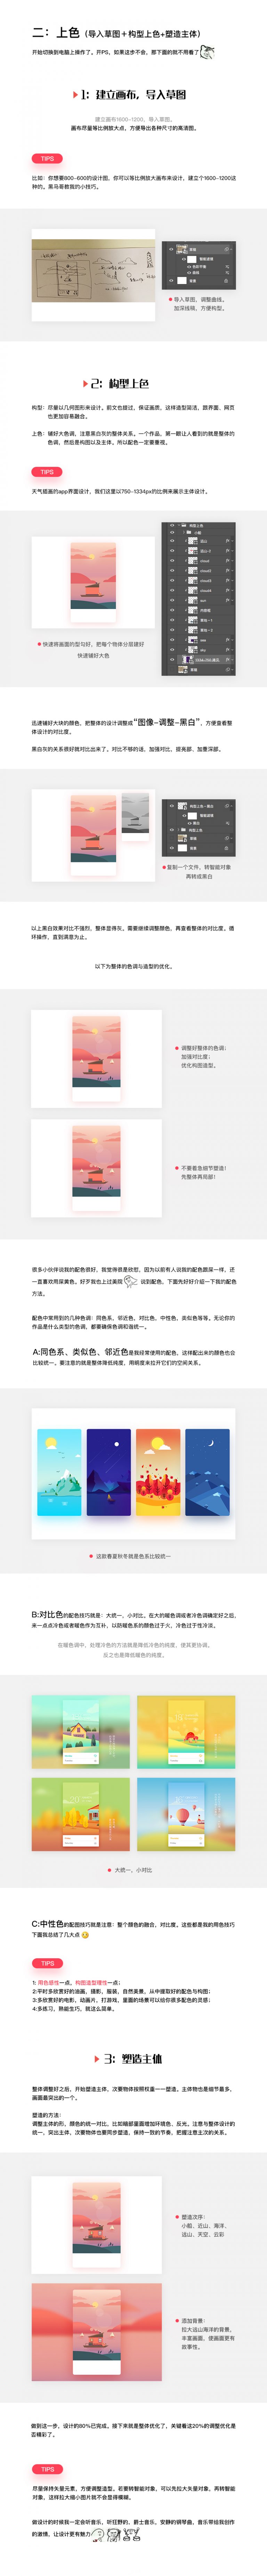 二：上色（导入草图+构型上色+塑造主体）
开始切换到电脑上操作了。开PS，如果这步不会，那下面的就不用看了
1：建立画布，导入草图
建立画布1600-1200，导入草图。
画布尽量等比例放大点，方便导出各种尺寸的高清图。
TIPS
比如：你想要800-600的设计图，你可以等比例放大画布来设计，建立个1600-1200这
种的。黑马哥教我的小技巧。
导入草图，调整曲线。
加深线稿，方便构型。
2：构型上色
构型：尽量以几何图形来设计。前文也提过，保证画质，这样造型简洁，跟界面、网页
也更加容易融合。
上色：铺好大色调，注意黑白灰的整体关系。一个作品，第一眼让人看到的就是整体的
色调，然后是构图以及主体。所以配色一定要重视。
TIPS
天气插画的app界面设计，我们这里以750-1334px的比例来展示主体设计。
快速将画面的型勾好，把每个物体分层建好
快速铺好大色
迅速铺好大块的颜色，把整体的设计调整成“图像-调整-黑白”，方便查看整
体设计的对比度。
黑白灰的关系很好就对比出来了。对比不够的话，加强对比，提亮部、加重深部。
复制一个文件，转智能对象
再转成黑白
以上黑白效果对比不强烈，整体显得灰。需要继续调整颜色，再查看整体的对比度。循
环操作，直到满意为止。
以下为整体的色调与造型的优化。
调整好整体的色调；
加强对比度；
优化构图造型。
不要着急细节塑造！
先整体再局部！
很多小伙伴说我的配色很好，我觉得很是欣慰，因为以前有人说我的配色跟屎一样，还
一直喜欢用屎黄色。好歹我也上过美院 说到配色，下面先好好介绍一下我的配色
方法。
配色中常用到的几种色调：同色系，邻近色，对比色，中性色，类似色等等。无论你的
作品是什么类型的色调，都要确保色调和谐统一。
A:同色系、类似色、邻近色是我经常使用的配色，这样配出来的颜色也会
比较统一。要注意的就是整体降低纯度，用明度来拉开它们的空间关系。
这款春夏秋冬就是色系比较统一
B:对比色的配色技巧就是：大统一，小对比。在大的暖色调或者冷色调确定好之后，
来一点点冷色或者暖色作为互补，以防暖色系的颜色过于火，冷色过于性冷淡。
在暖色调中，处理冷色的方法就是降低冷色的纯度，使其更协调。
反之也是降低暖色的纯度。
大统一，小对比
C:中性色的配图技巧就是注意：整个颜色的融合，对比度。这些都是我的用色技巧
下面我总结了几大点
TIPS
1: 用色感性一点，构图造型理性一点；
2:平时多欣赏好的油画，摄影，服装，自然美景，从中提取好的配色与构图；
3:多欣赏好的电影，动画片，打游戏，里面的场景可以给你很多配色的灵感；
4:多练习，熟能生巧，就这么简单。
3：塑造主体
整体调整好之后，开始塑造主体，次要物体按照权重一一塑造。主体物也是细节最多，
画面最突出的一个。
塑造的方法：
调整主体的形，颜色的统一对比，比如暗部里面增加环境色，反光。注意与整体设计的
统一，突出主体。次要物体也要同步塑造，保持一致的节奏，把握注意主次的关系。
塑造次序：
小船、近山、海洋、
远山、天空、云彩
添加背景：
拉大远山海洋的背景，
丰富画面，使画面更有
故事性。
做到这一步，设计的80%已完成。接下来就是整体优化了，关键看这20%的调整优化是
否精彩了。
TIPS
尽量保持矢量元素，方便调整造型。若要转智能对象，可以先拉大矢量对象，再转智能
对象，这样拉大缩小图片就不会显得模糊。
做设计的时候我一定会听音乐，听狂野的，爵士音乐，安静的钢琴曲，音乐带给我创作
的激情，让设计更有魅力